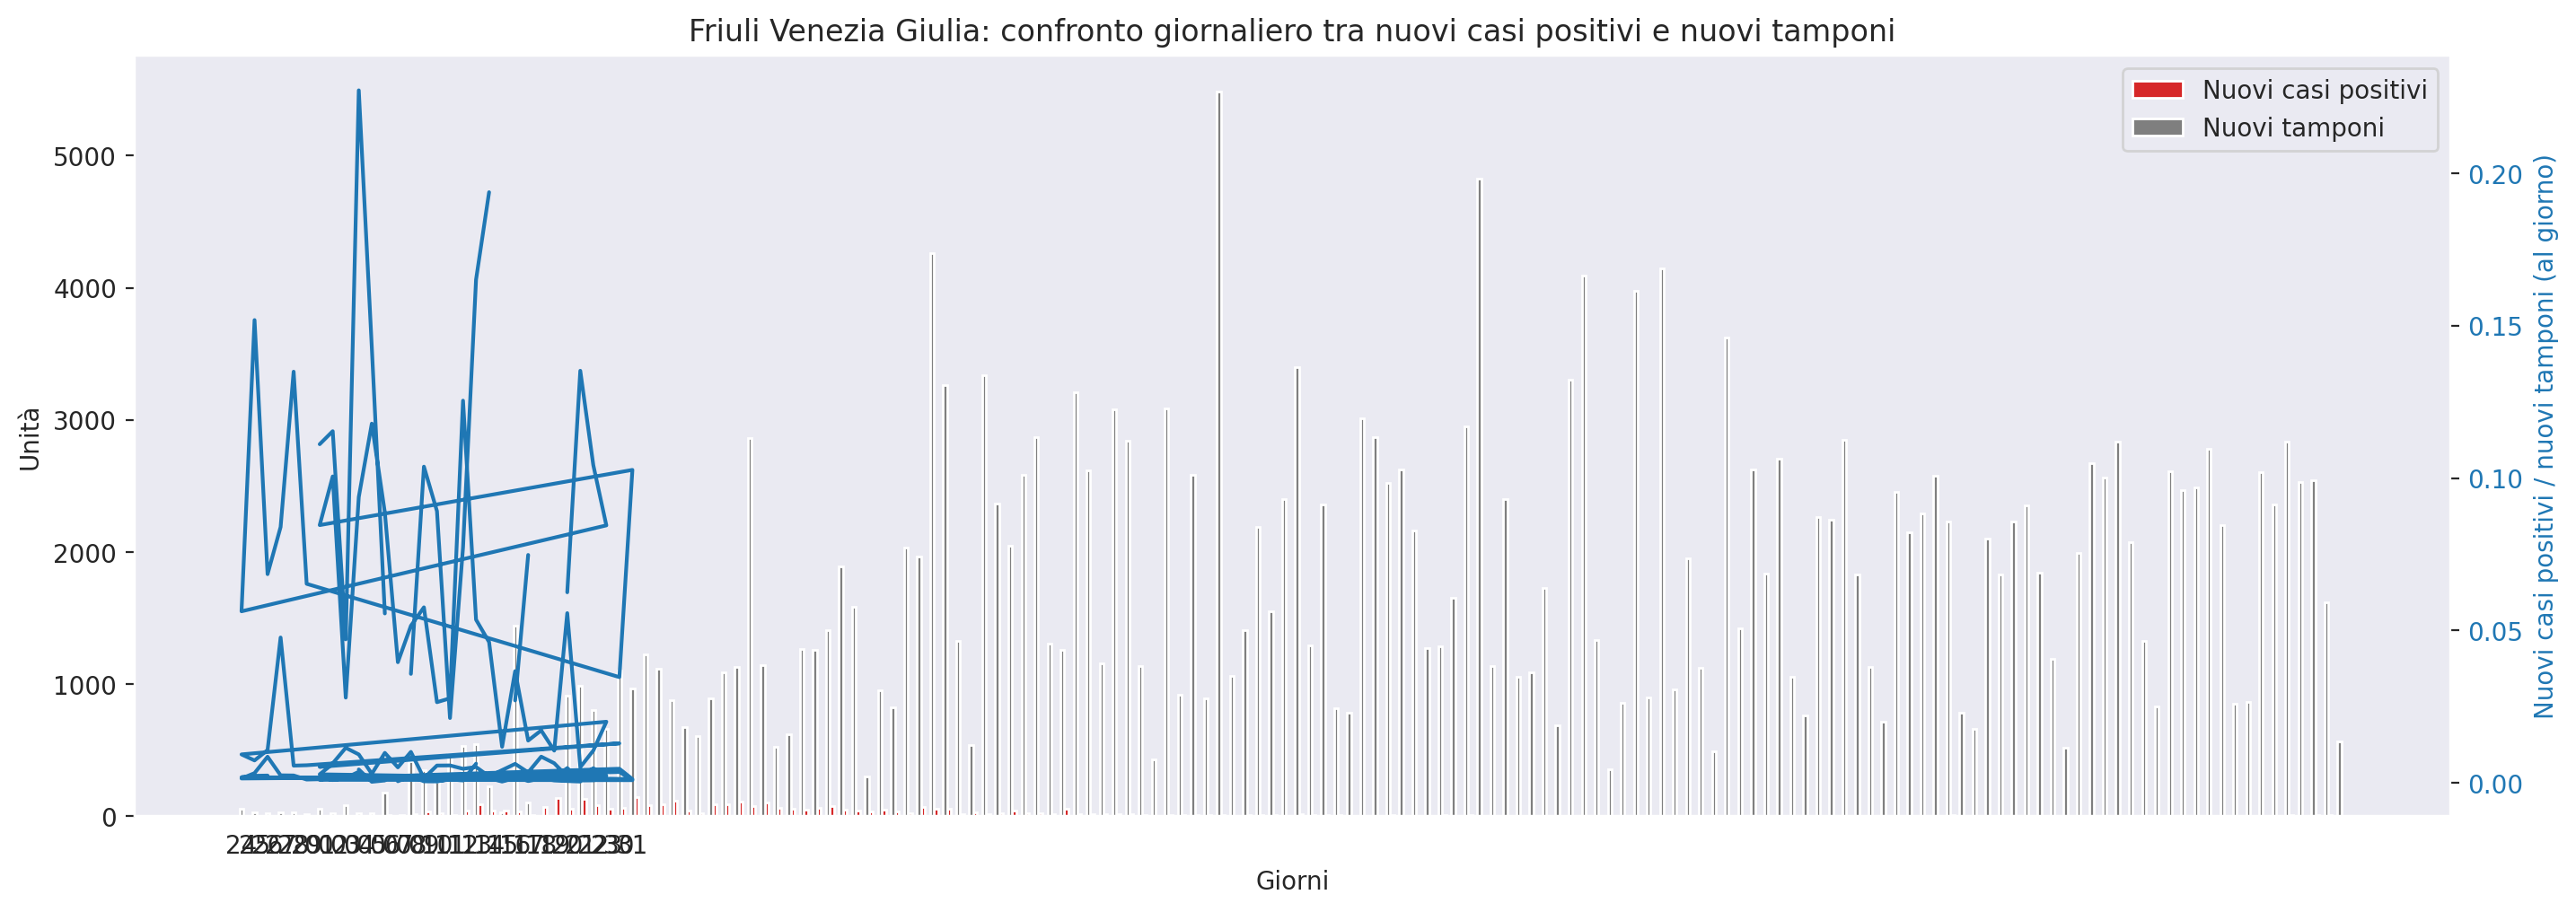 Friuli Venezia Giulia: confronto giornaliero tra nuovi casi positivi e nuovi tamponi
Nuovi casi positivi
Nuovi tamponi
5000
4000
3000
2000
1000
0
Unità
0.20
0.15
0.10
0.05
0.00
Nuovi casi positivi / nuovi tamponi (al giorno)
Giorni